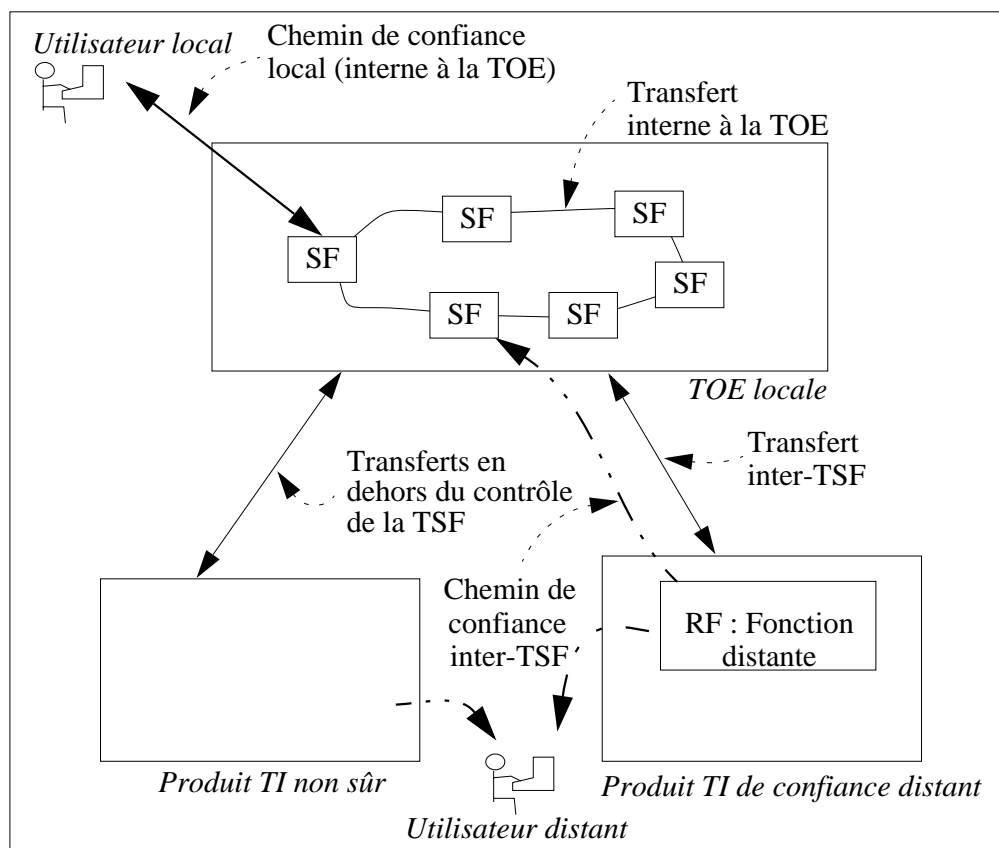 Utilisateur local
Chemin de confiance
local (interne à la TOE)
Transfert
interne à la TOE
SF
SF
SF
SF
SF
SF
TOE locale
Transferts en
dehors du contrôle
de la TSF
Transfert
inter-TSF
Chemin de
confiance
inter-TSF
RF : Fonction
distante
Produit TI non sûr
Produit TI de confiance distant
Utilisateur distant